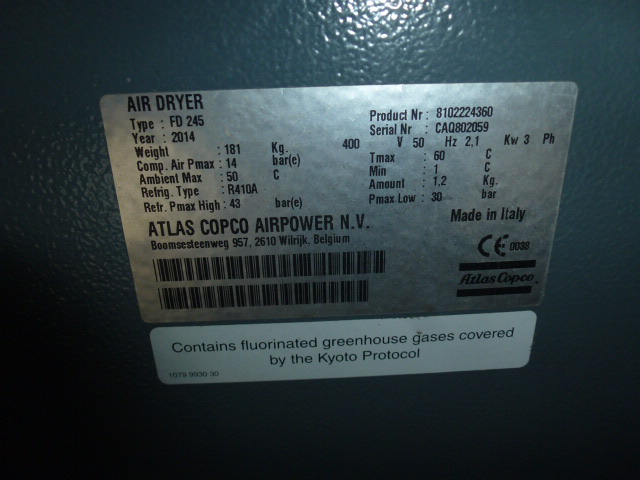 AIR DRYER
Type : FD 245 Product Nr : 8102224360
Year : 2014 Serial Nr : CAQ802059
Weight : 181 Kg. 400 V 50 Hz 2,1 Kw 3 Ph
Comp. Air Pmax : 14 bar(e) Tmax : 60 C
Ambient Max : 50 C Min : 1 C
Refrig. Type : R410A Amount : 1,2 Kg.
Refr. Pmax High : 43 bar(e) Pmax Low : 30 bar
ATLAS COPCO AIRPOWER N.V. Made in Italy
Boomsesteenweg 957, 2610 Wilrijk, Belgium
CE 0038
Atlas Copco
Contains fluorinated greenhouse gases covered
by the Kyoto Protocol
1079 9930 30